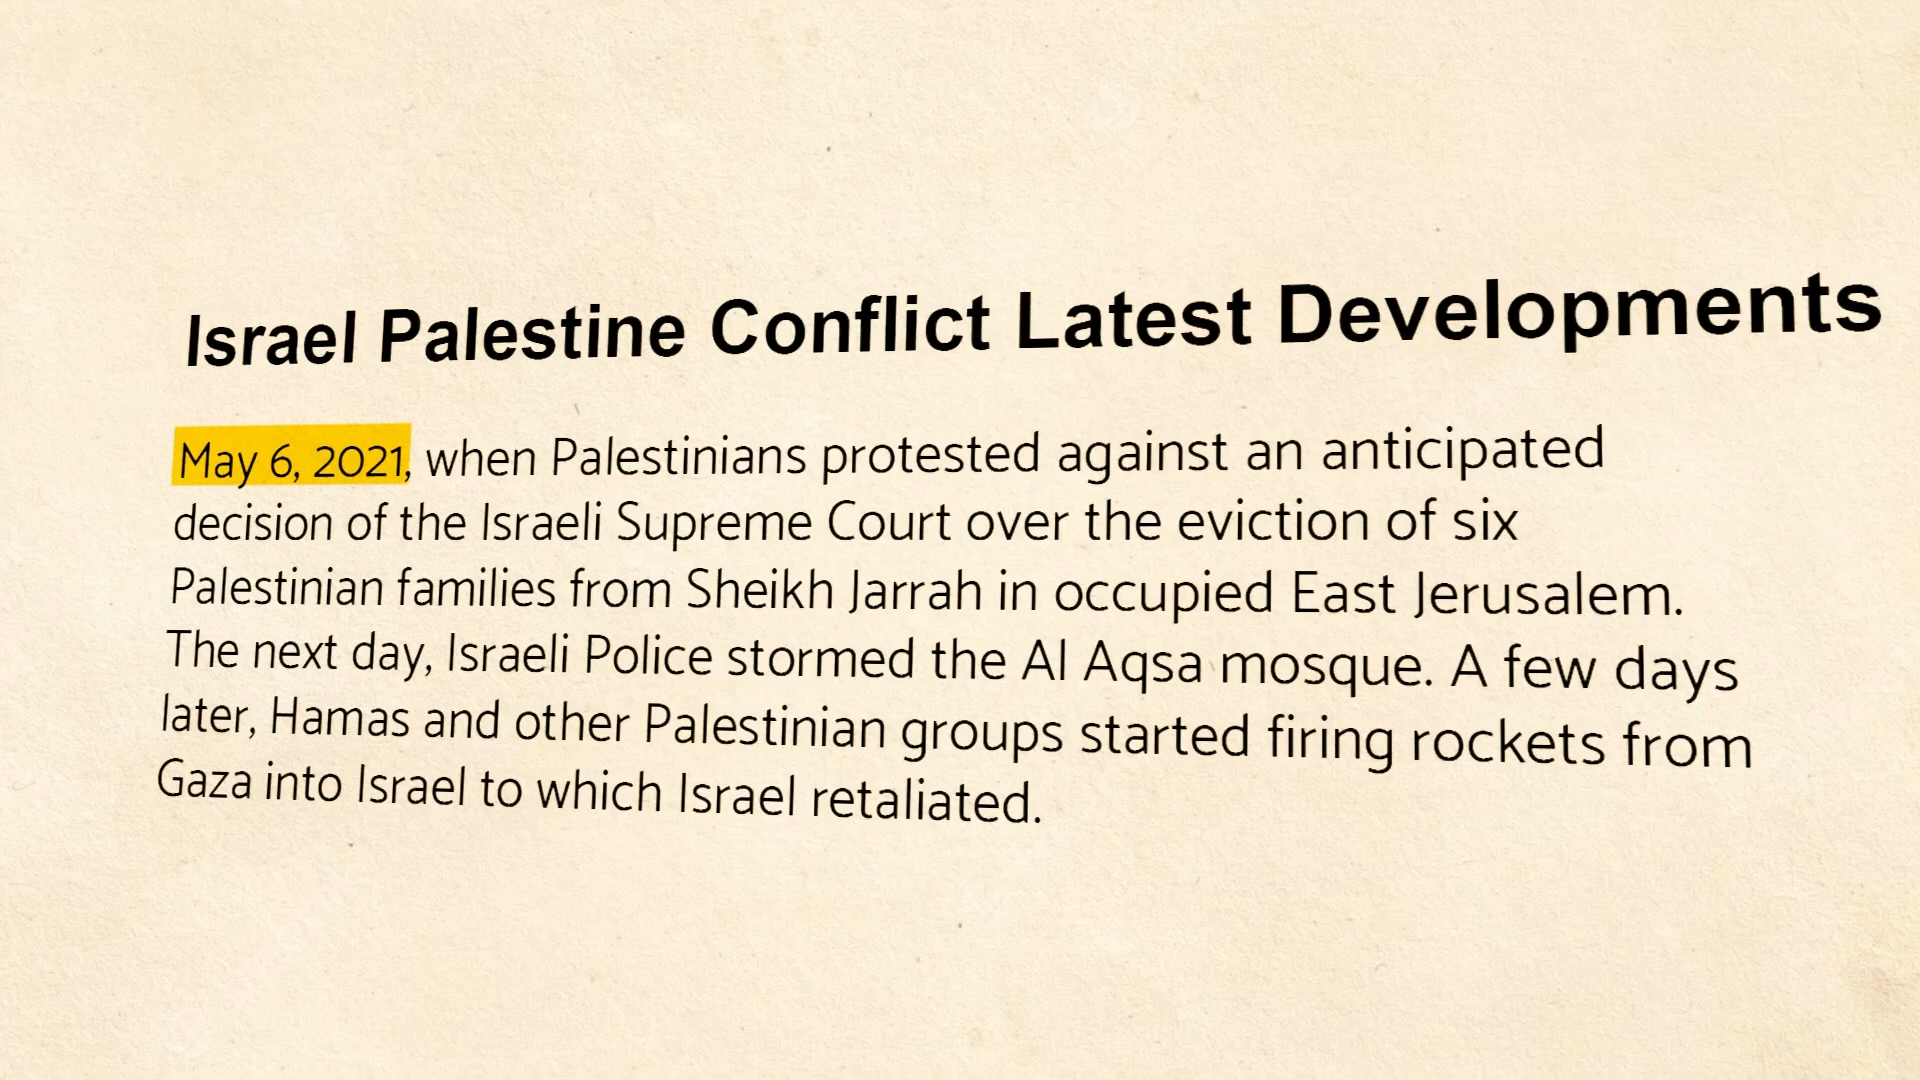 Israel Palestine Conflict Latest Developments
May 6, 2021, when Palestinians protested against an anticipated
decision of the Israeli Supreme Court over the eviction of six
Palestinian families from Sheikh Jarrah in occupied East Jerusalem.
The next day, Israeli Police stormed the Al Aqsa mosque. A few days
later, Hamas and other Palestinian groups started firing rockets from
Gaza into Israel to which Israel retaliated.